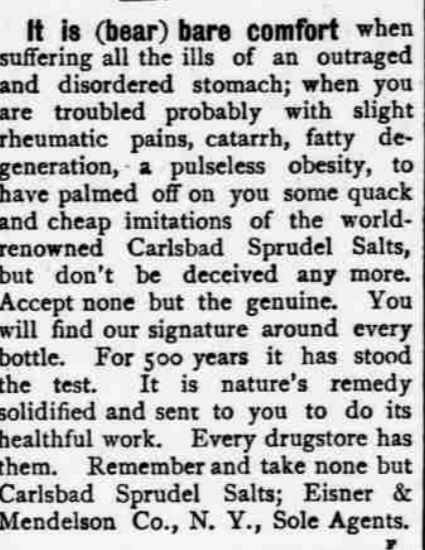 It is (bear) bare comfort when
suffering all the ills of an outraged
and disordered stomach; when you
are troubled probably with slight
rheumatic pains, catarrh, fatty de-
generation, a pulseless obesity, to
have palmed off on you some quack
and cheap imitations of the world-
renowned Carlsbad Sprudel Salts,
but don't be deceived any more.
Accept none but the genuine. You
will find our signature around every
bottle. For 500 years it has stood
the test. It is nature's remedy
solidified and sent to you to do its
healthful work. Every drugstore has
them. Remember and take none but
Carlsbad Sprudel Salts; Eisner &
Mendelson Co., N. Y., Sole Agents.
F